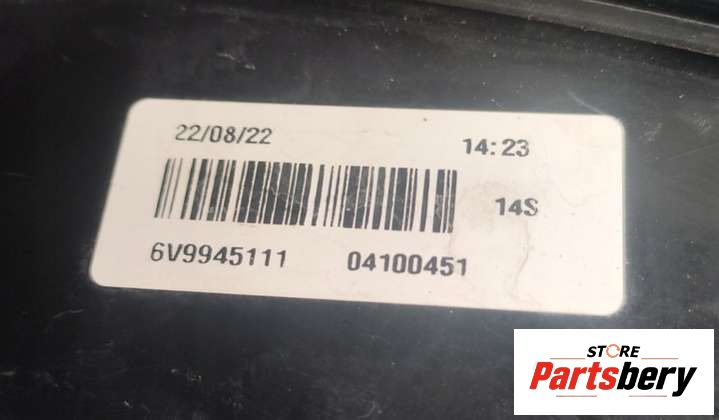 22/08/22 14:23
14S
6V9945111 04100451
STORE
Partsbery